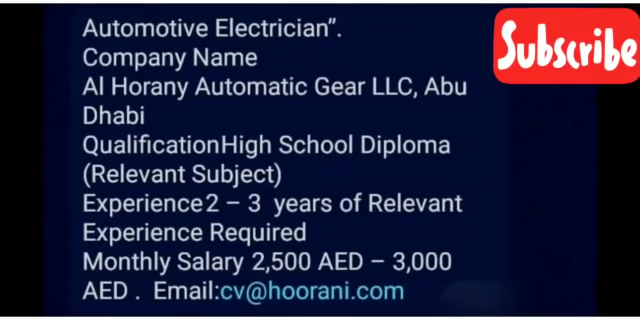 Automotive Electrician”.
Subscribe
Company Name
Al Horany Automatic Gear LLC, Abu
Dhabi
QualificationHigh School Diploma
(Relevant Subject)
Experience2 – 3 years of Relevant
Experience Required
Monthly Salary 2,500 AED – 3,000
AED . Email:cv@hoorani.com